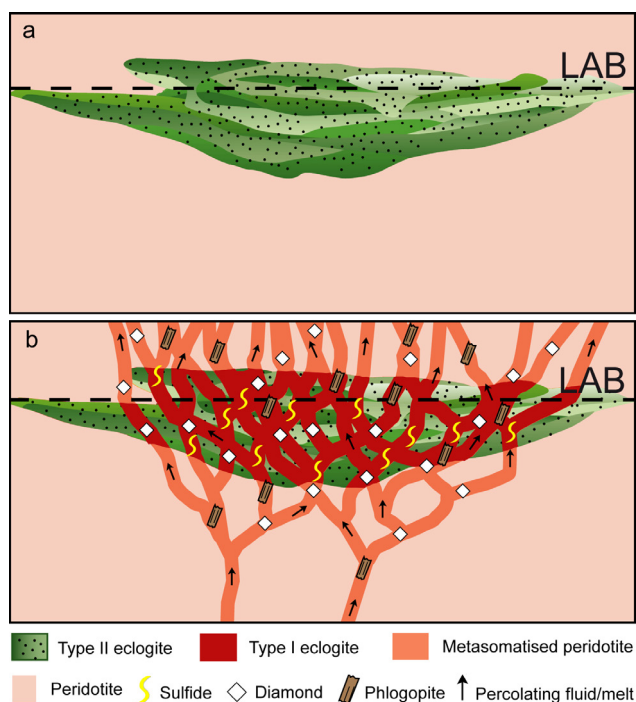 a
LAB
b
LAB
Type II eclogite Type I eclogite Metasomatised peridotite
Peridotite Sulfide Diamond Phlogopite Percolating fluid/melt